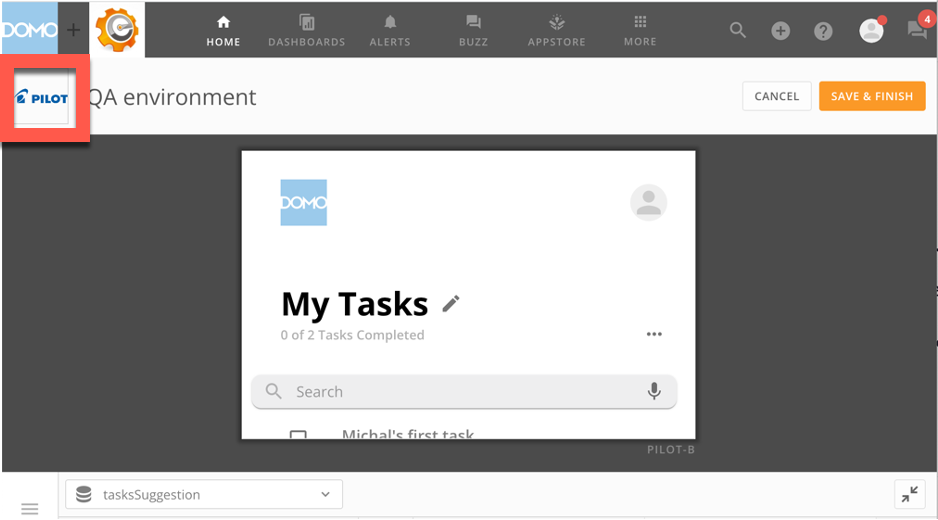 DOMO
HOME
DASHBOARDS
ALERTS
BUZZ
APPSTORE
MORE
4
PILOT
QA environment
CANCEL
SAVE & FINISH
DOMO
My Tasks
0 of 2 Tasks Completed
Search
Michal's first task
PILOT-B
tasksSuggestion